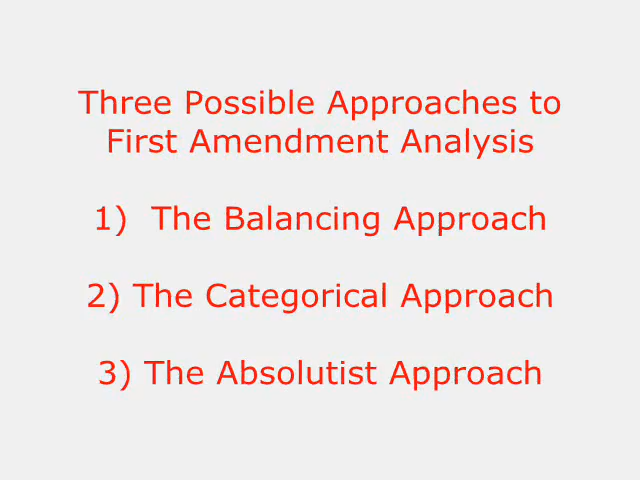 Three Possible Approaches to
First Amendment Analysis
1)  The Balancing Approach
2) The Categorical Approach
3) The Absolutist Approach